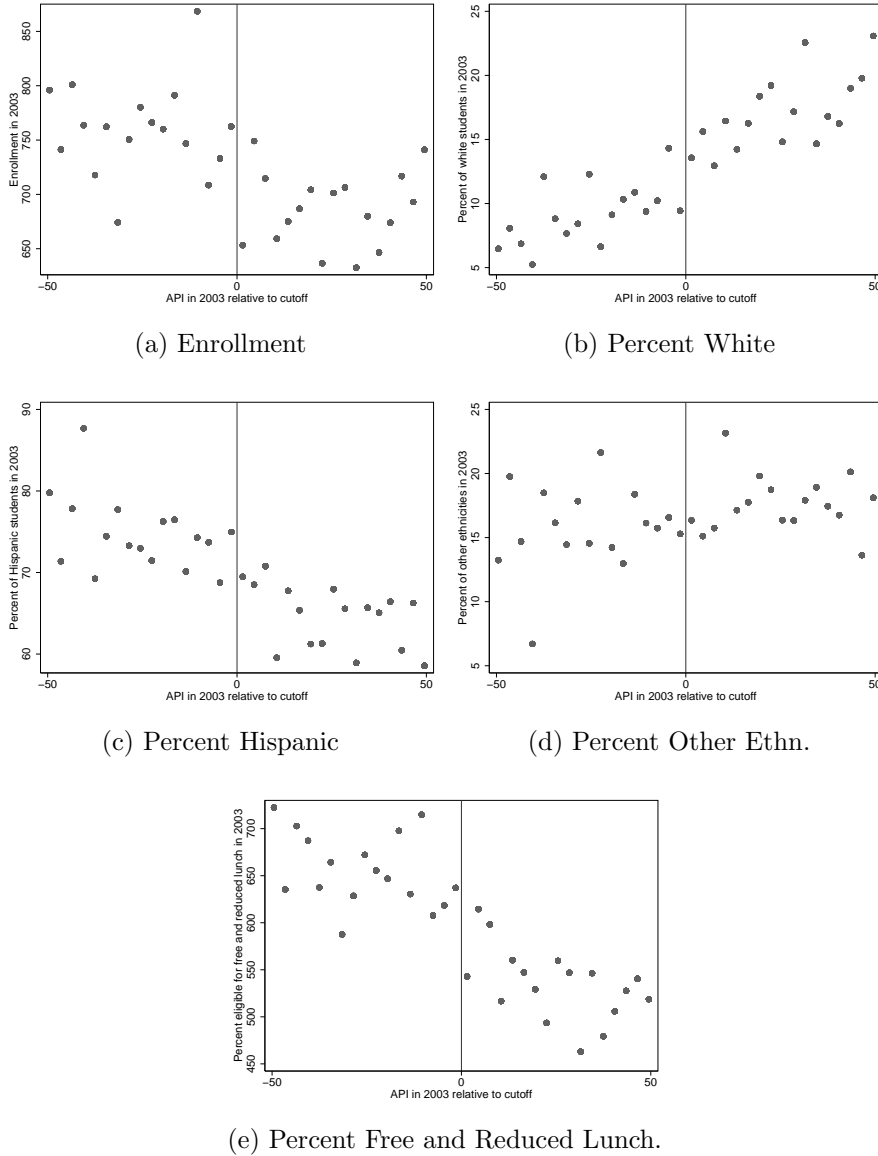 Enrollment in 2003
650 700 750 800 850
−50 0 50
API in 2003 relative to cutoff
(a) Enrollment
Percent of white students in 2003
5 10 15 20 25
−50 0 50
API in 2003 relative to cutoff
(b) Percent White
Percent of Hispanic students in 2003
60 70 80 90
−50 0 50
API in 2003 relative to cutoff
(c) Percent Hispanic
Percent of other ethnicities in 2003
5 10 15 20 25
−50 0 50
API in 2003 relative to cutoff
(d) Percent Other Ethn.
Percent eligible for free and reduced lunch in 2003
450 500 550 600 650 700
−50 0 50
API in 2003 relative to cutoff
(e) Percent Free and Reduced Lunch.